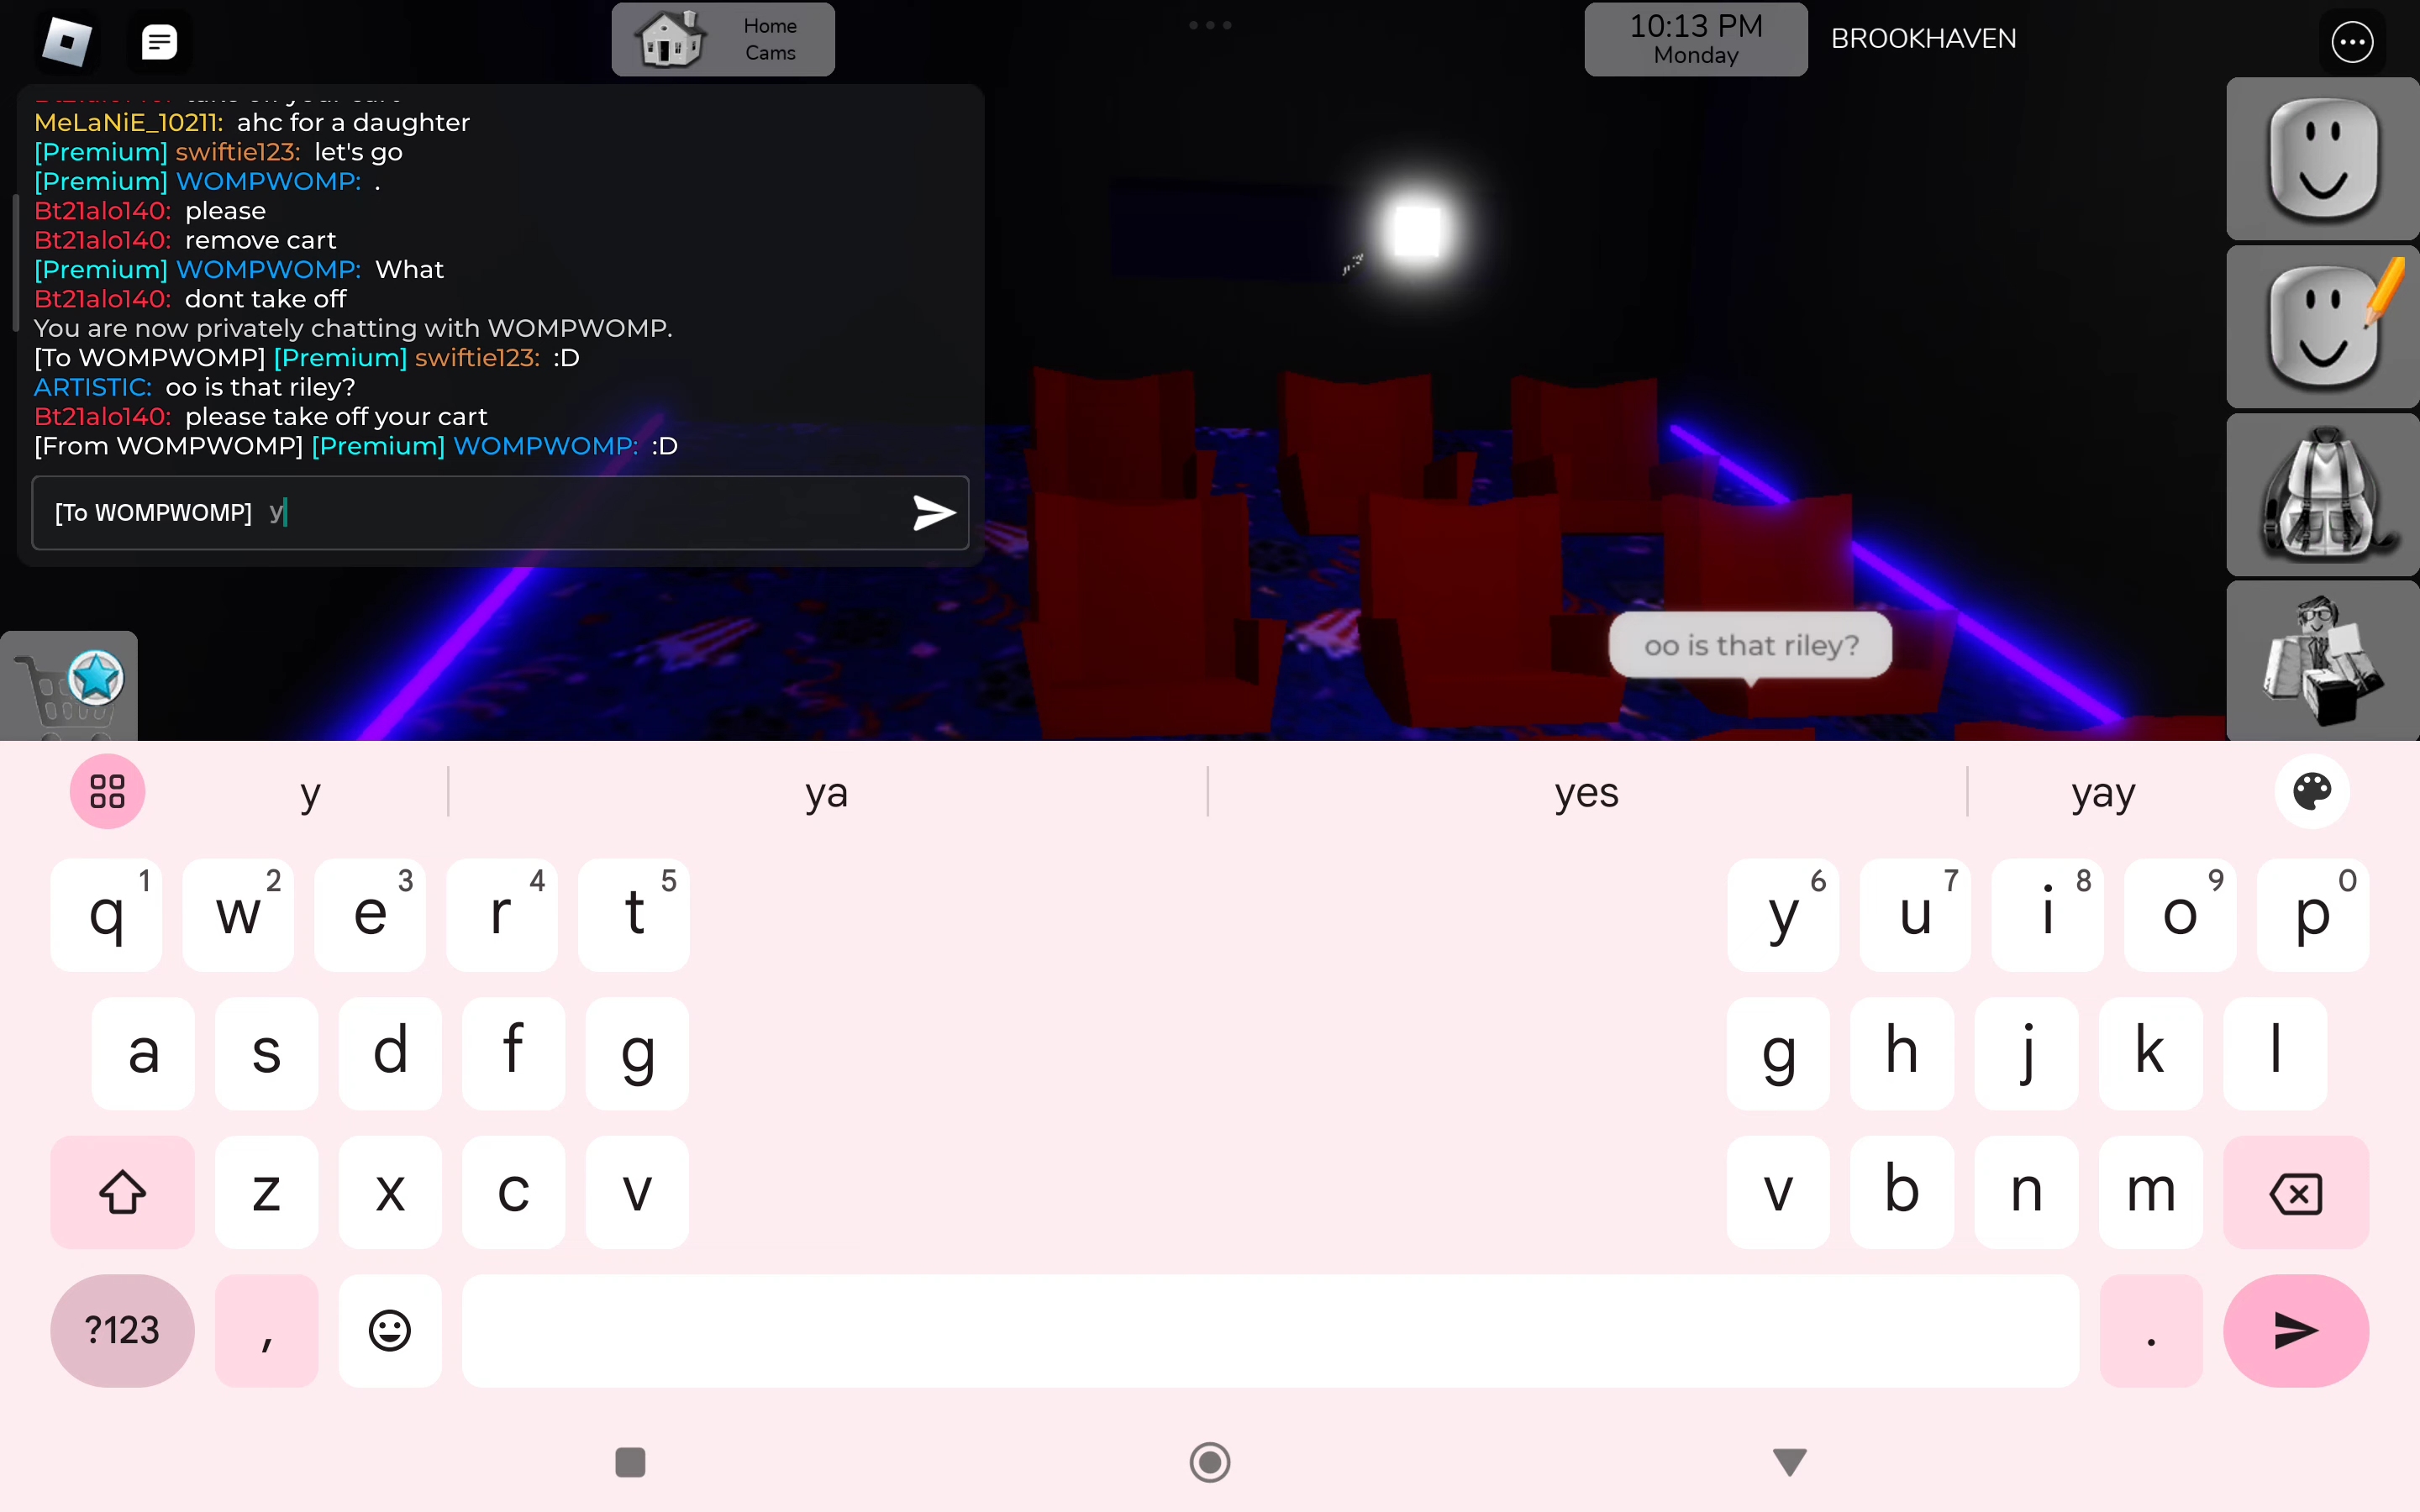 Home
Cams
10:13 PM
Monday
BROOKHAVEN
MeLaNiE_10211: ahc for a daughter
[Premium] swiftie123: let's go
[Premium] WOMPWOMP: .
Bt21alo140: please
Bt21alo140: remove cart
[Premium] WOMPWOMP: What
Bt21alo140: dont take off
You are now privately chatting with WOMPWOMP.
[To WOMPWOMP] [Premium] swiftie123: :D
ARTISTIC: oo is that riley?
Bt21alo140: please take off your cart
[From WOMPWOMP] [Premium] WOMPWOMP: :D
[To WOMPWOMP] y
oo is that riley?
y ya yes yay
q 1 w 2 e 3 r 4 t 5 y 6 u 7 i 8 o 9 p 0
a s d f g g h j k l
z x c v v b n m
?123 , .